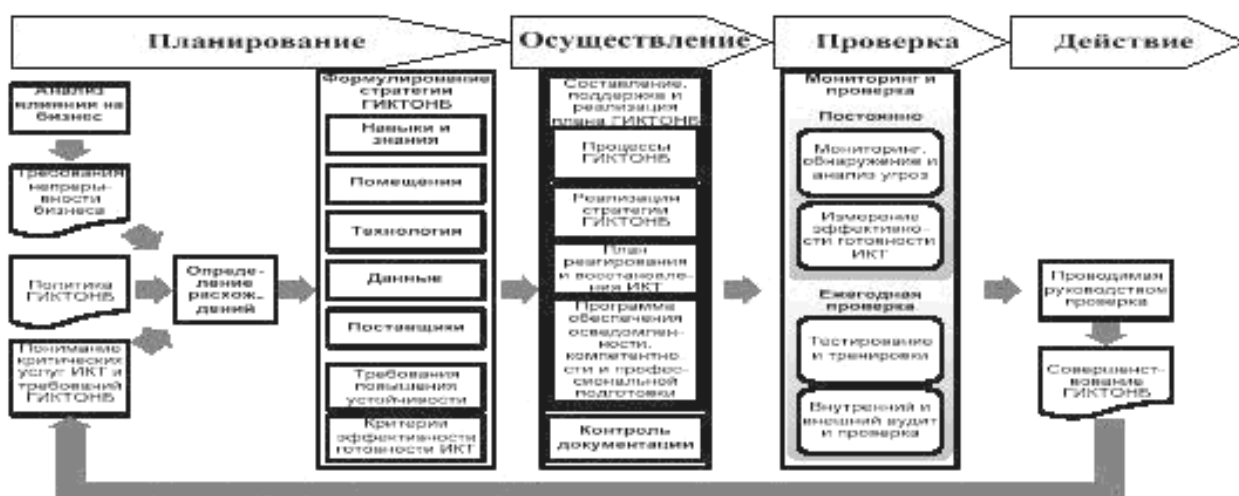 Планирование
Осуществление
Проверка
Действие
Анализ
влияния на
бизнес
Требования
непреры-
вности
бизнеса
Политика
ГИКТОНБ
Понимание
критических
услуг ИКТ и
требований
ГИКТОНБ
Опреде-
ление
расхож-
дений
Формулирование
стратегии
ГИКТОНБ
Навыки и
знания
Помещения
Технология
Данные
Поставщики
Требования
повышения
устойчивости
Критерии
эффективности
готовности ИКТ
Составление,
поддержка и
реализация
плана ГИКТОНБ
Процессы
ГИКТОНБ
Реализация
стратегии
ГИКТОНБ
План
реагирования
и восстановле-
ния ИКТ
Программа
обеспечения
осведомлен-
ности,
компетентно
сти и профес-
сиональной
подготовки
Контроль
документации
Мониторинг и
проверка
Постоянно
Мониторинг,
обнаружение и
анализ угроз
Измерение
эффективно-
сти готовности
ИКТ
Ежегодная
проверка
Тестирование
и тренировки
Внутренний и
внешний аудит
и проверка
Проводимая
руководством
проверка
Совершенст-
вование
ГИКТОНБ